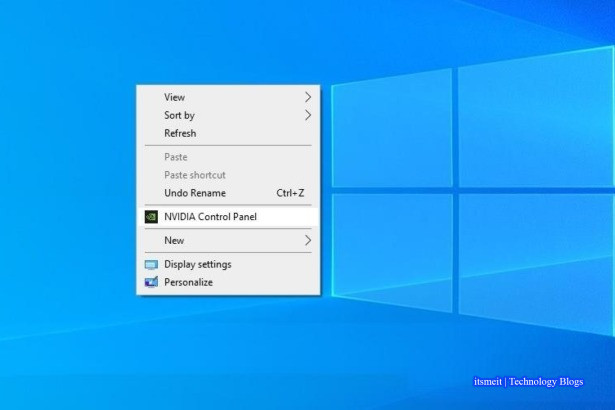 View
Sort by
Refresh
Paste
Paste shortcut
Undo Rename Ctrl+Z
NVIDIA Control Panel
New
Display settings
Personalize
itsmeit | Technology Blogs